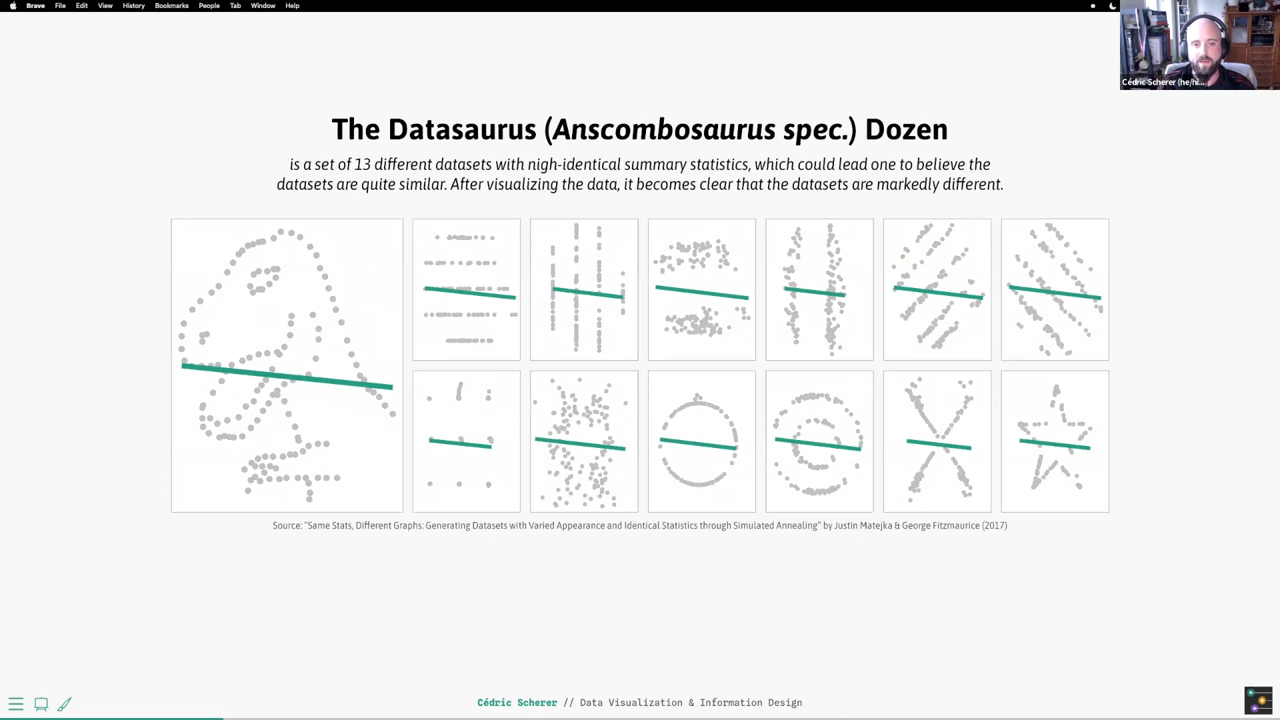 Brave File Edit View History Bookmarks People Tab Window Help
Cédric Scherer (he/hi...
The Datasaurus (Anscombosaurus spec.) Dozen
is a set of 13 different datasets with nigh-identical summary statistics, which could lead one to believe the
datasets are quite similar. After visualizing the data, it becomes clear that the datasets are markedly different.
Source: "Same Stats, Different Graphs: Generating Datasets with Varied Appearance and Identical Statistics through Simulated Annealing" by Justin Matejka & George Fitzmaurice (2017)
Cédric Scherer // Data Visualization & Information Design